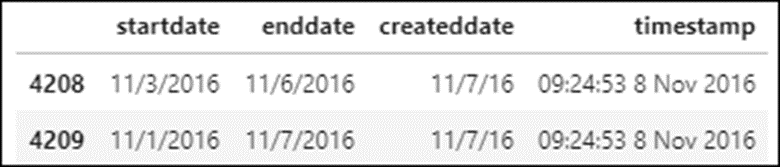 startdate enddate createddate timestamp
4208 11/3/2016 11/6/2016 11/7/16 09:24:53 8 Nov 2016
4209 11/1/2016 11/7/2016 11/7/16 09:24:53 8 Nov 2016